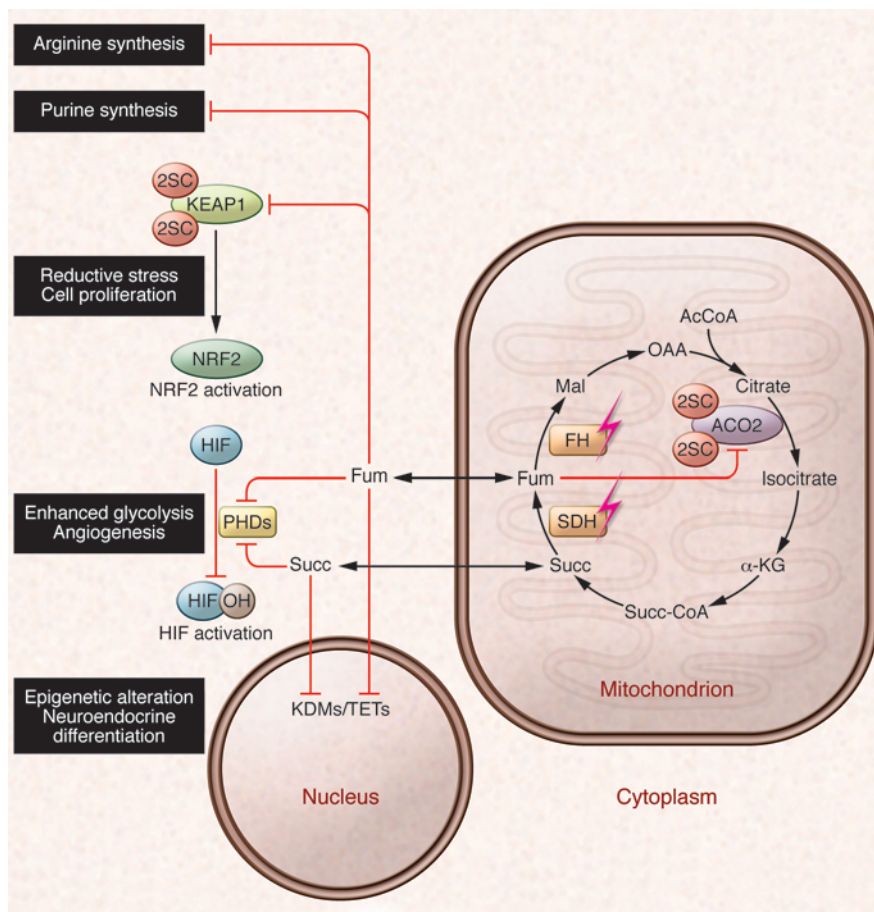 Arginine synthesis
Purine synthesis
2SC
KEAP1
2SC
Reductive stress
Cell proliferation
NRF2
NRF2 activation
HIF
Enhanced glycolysis
Angiogenesis
PHDs
Fum
Succ
HIF OH
HIF activation
Epigenetic alteration
Neuroendocrine
differentiation
KDMs/TETs
Nucleus
AcCoA
OAA
Mal
Citrate
2SC
ACO2
2SC
FH
Fum
Isocitrate
SDH
Succ
α-KG
Succ-CoA
Mitochondrion
Cytoplasm